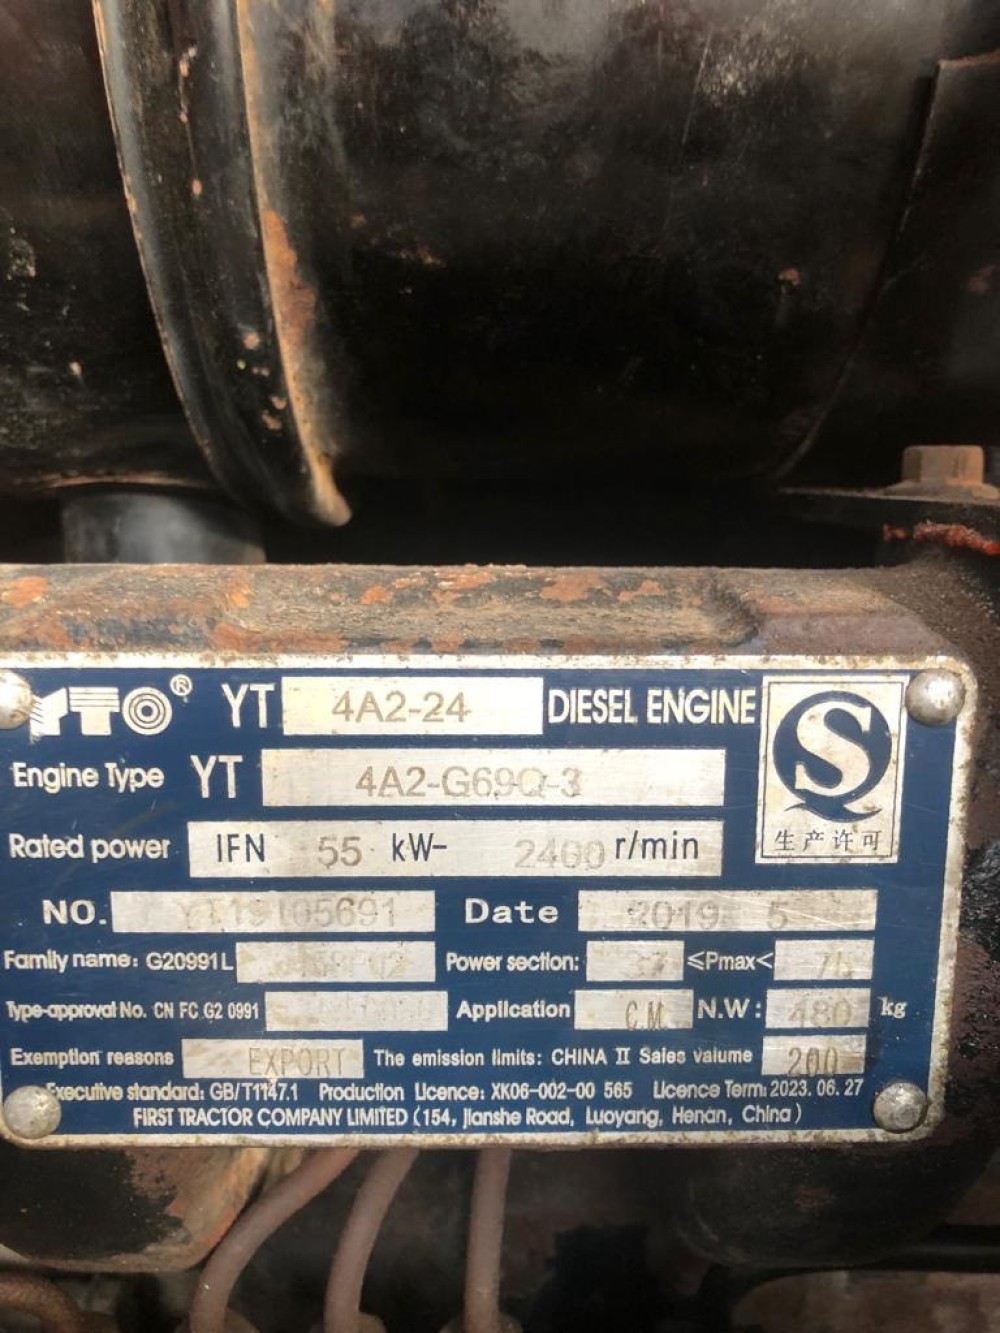 YTO® YT 4A2-24 DIESEL ENGINE
Engine Type YT 4A2-G69Q-3
S
生产许可
Rated power IFN 55 kW- 2400 r/min
NO. Date 2019 5
Family name: G20991L Power section: 37 ≤Pmax< 75
Type-approval No. CN FC G2 0991 Application C.M N.W: 480 kg
Exemption reasons EXPORT The emission limits: CHINA II Sales valume 200
Executive standard: GB/T1147.1 Production Licence: XK06-002-00 565 Licence Term: 2023. 06. 27
FIRST TRACTOR COMPANY LIMITED (154, Jianshe Road, Luoyang, Henan, China)